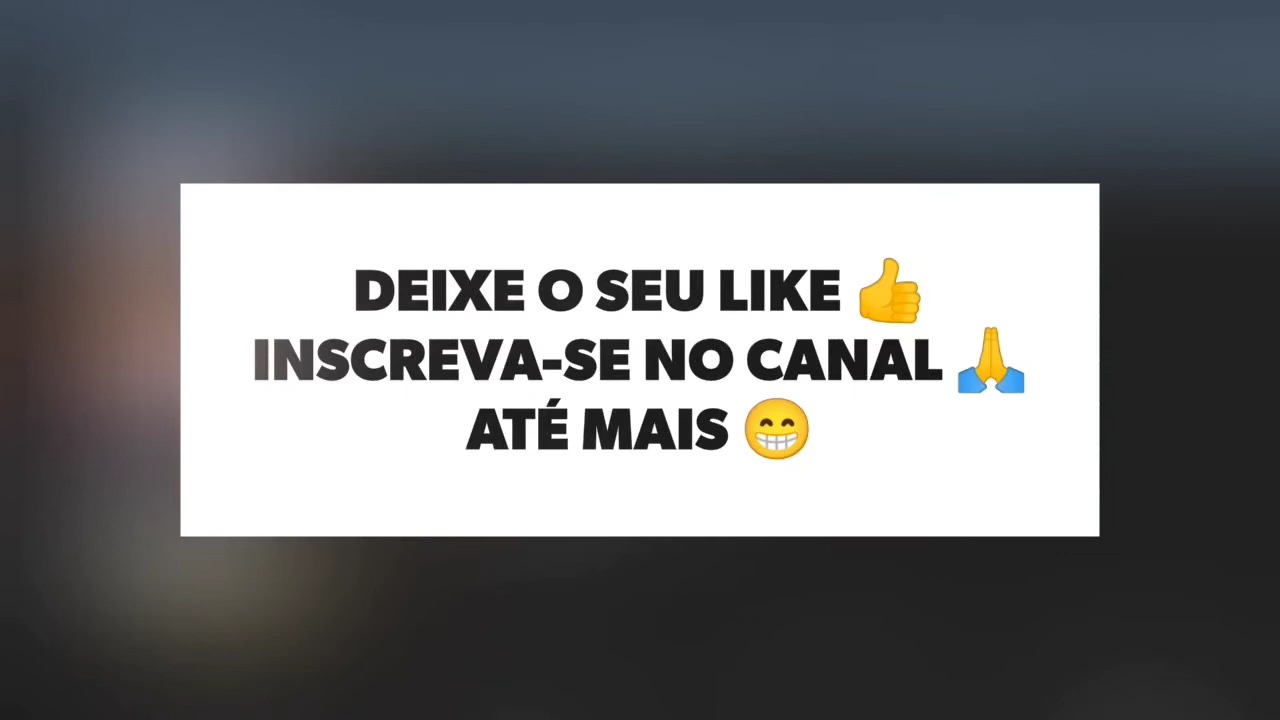 DEIXE O SEU LIKE 👍
INSCREVA-SE NO CANAL 🙏
ATÉ MAIS 😁